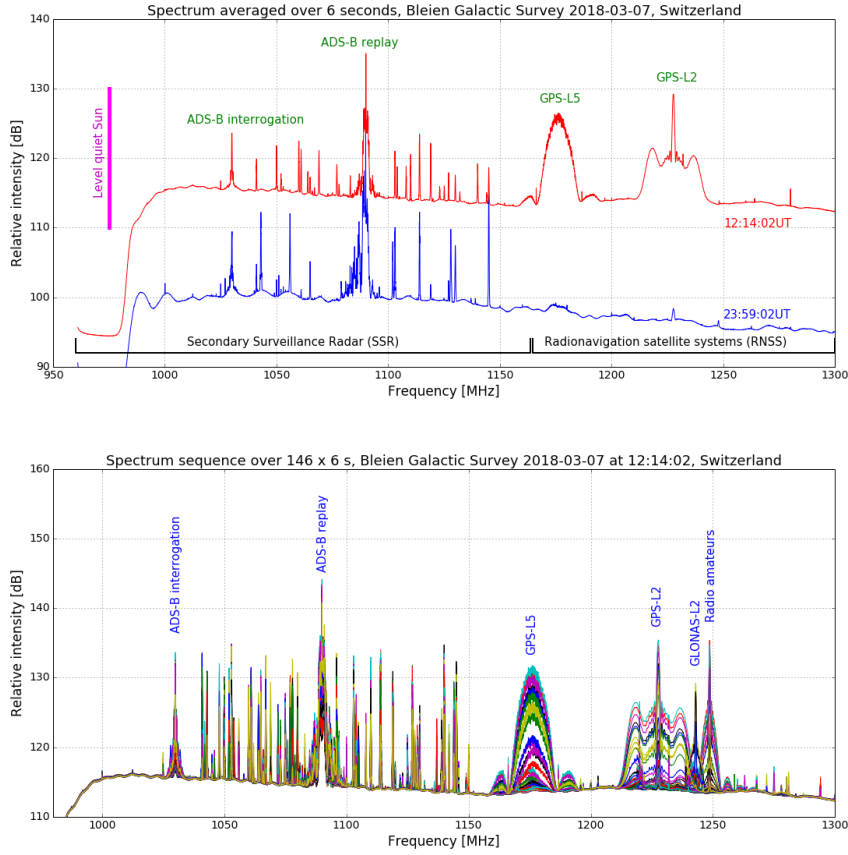 Spectrum averaged over 6 seconds, Bleien Galactic Survey 2018-03-07, Switzerland
140
130
120
110
100
90
Relative intensity [dB]
Level quiet Sun
ADS-B interrogation
ADS-B replay
GPS-L5
GPS-L2
12:14:02UT
23:59:02UT
Secondary Surveillance Radar (SSR)
Radionavigation satellite systems (RNSS)
950 1000 1050 1100 1150 1200 1250 1300
Frequency [MHz]
Spectrum sequence over 146 x 6 s, Bleien Galactic Survey 2018-03-07 at 12:14:02, Switzerland
160
150
140
130
120
110
Relative intensity [dB]
ADS-B interrogation
ADS-B replay
GPS-L5
GPS-L2
GLONAS-L2
Radio amateurs
1000 1050 1100 1150 1200 1250 1300
Frequency [MHz]